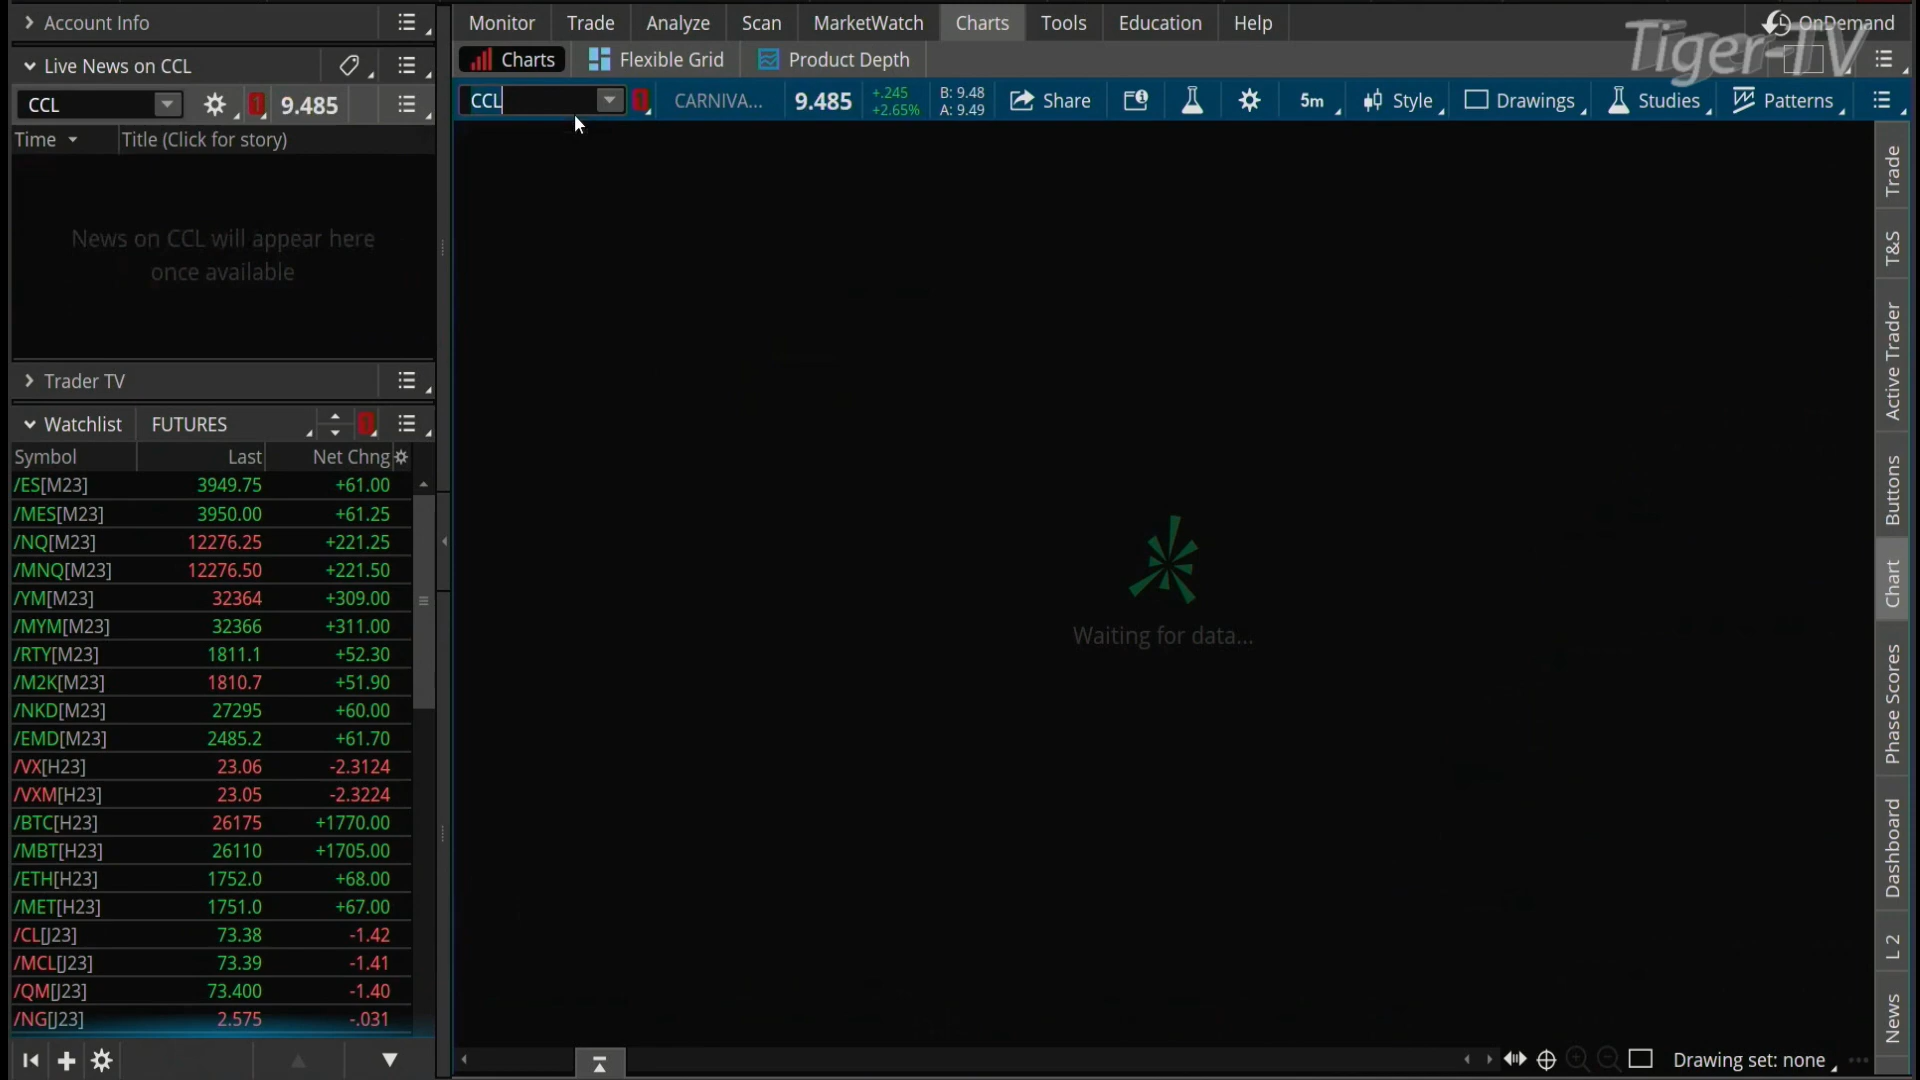 Account Info
Monitor Trade Analyze Scan MarketWatch Charts Tools Education Help OnDemand
Tiger-TV
Live News on CCL
Charts Flexible Grid Product Depth
CCL 1 9.485
CCL 1 CARNIVA... 9.485 +.245 +2.65% B: 9.48 A: 9.49 Share 5m Style Drawings Studies Patterns
Time Title (Click for story)
News on CCL will appear here
once available
Trader TV
Watchlist FUTURES 1
Symbol Last Net Chng
/ES[M23] 3949.75 +61.00
/MES[M23] 3950.00 +61.25
/NQ[M23] 12276.25 +221.25
/MNQ[M23] 12276.50 +221.50
/YM[M23] 32364 +309.00
/MYM[M23] 32366 +311.00
/RTY[M23] 1811.1 +52.30
/M2K[M23] 1810.7 +51.90
/NKD[M23] 27295 +60.00
/EMD[M23] 2485.2 +61.70
/VX[H23] 23.06 -2.3124
/VXM[H23] 23.05 -2.3224
/BTC[H23] 26175 +1770.00
/MBT[H23] 26110 +1705.00
/ETH[H23] 1752.0 +68.00
/MET[H23] 1751.0 +67.00
/CL[J23] 73.38 -1.42
/MCL[J23] 73.39 -1.41
/QM[J23] 73.400 -1.40
/NG[J23] 2.575 -.031
Waiting for data...
Trade
T&S
Active Trader
Buttons
Chart
Phase Scores
Dashboard
L 2
News
Drawing set: none